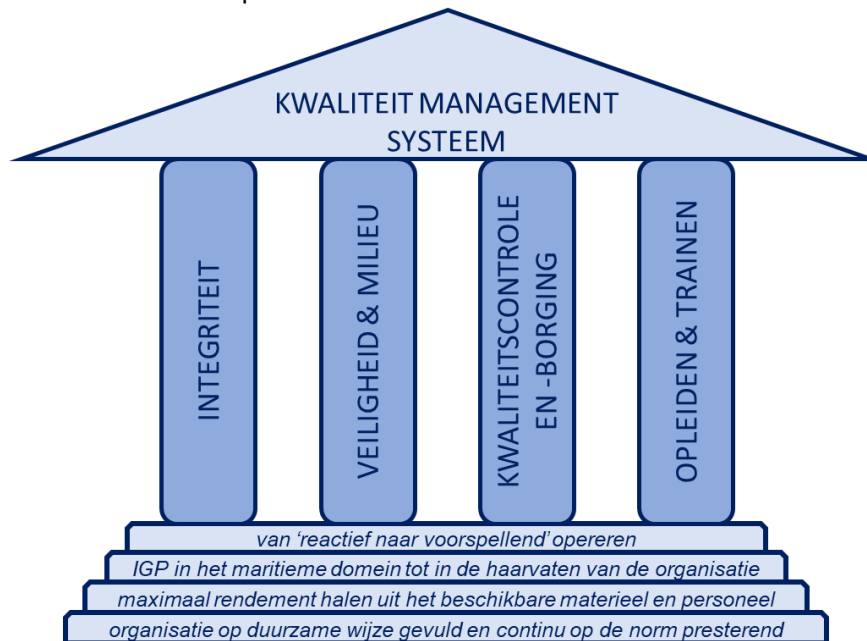 KWALITEIT MANAGEMENT
SYSTEEM
INTEGRITEIT
VEILIGHEID & MILIEU
KWALITEITSCONTROLE
EN -BORGING
OPLEIDEN & TRAINEN
van ‘reactief naar voorspellend’ opereren
IGP in het maritieme domein tot in de haarvaten van de organisatie
maximaal rendement halen uit het beschikbare materieel en personeel
organisatie op duurzame wijze gevuld en continu op de norm presterend